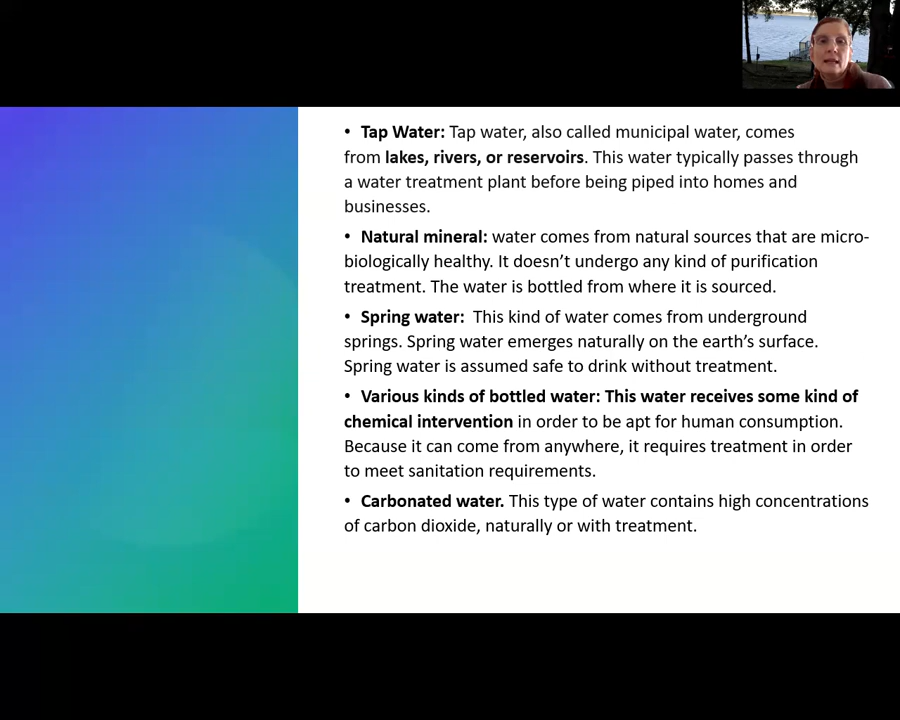 • Tap Water: Tap water, also called municipal water, comes
from lakes, rivers, or reservoirs. This water typically passes through
a water treatment plant before being piped into homes and
businesses.
• Natural mineral: water comes from natural sources that are micro-
biologically healthy. It doesn’t undergo any kind of purification
treatment. The water is bottled from where it is sourced.
• Spring water: This kind of water comes from underground
springs. Spring water emerges naturally on the earth’s surface.
Spring water is assumed safe to drink without treatment.
• Various kinds of bottled water: This water receives some kind of
chemical intervention in order to be apt for human consumption.
Because it can come from anywhere, it requires treatment in order
to meet sanitation requirements.
• Carbonated water. This type of water contains high concentrations
of carbon dioxide, naturally or with treatment.